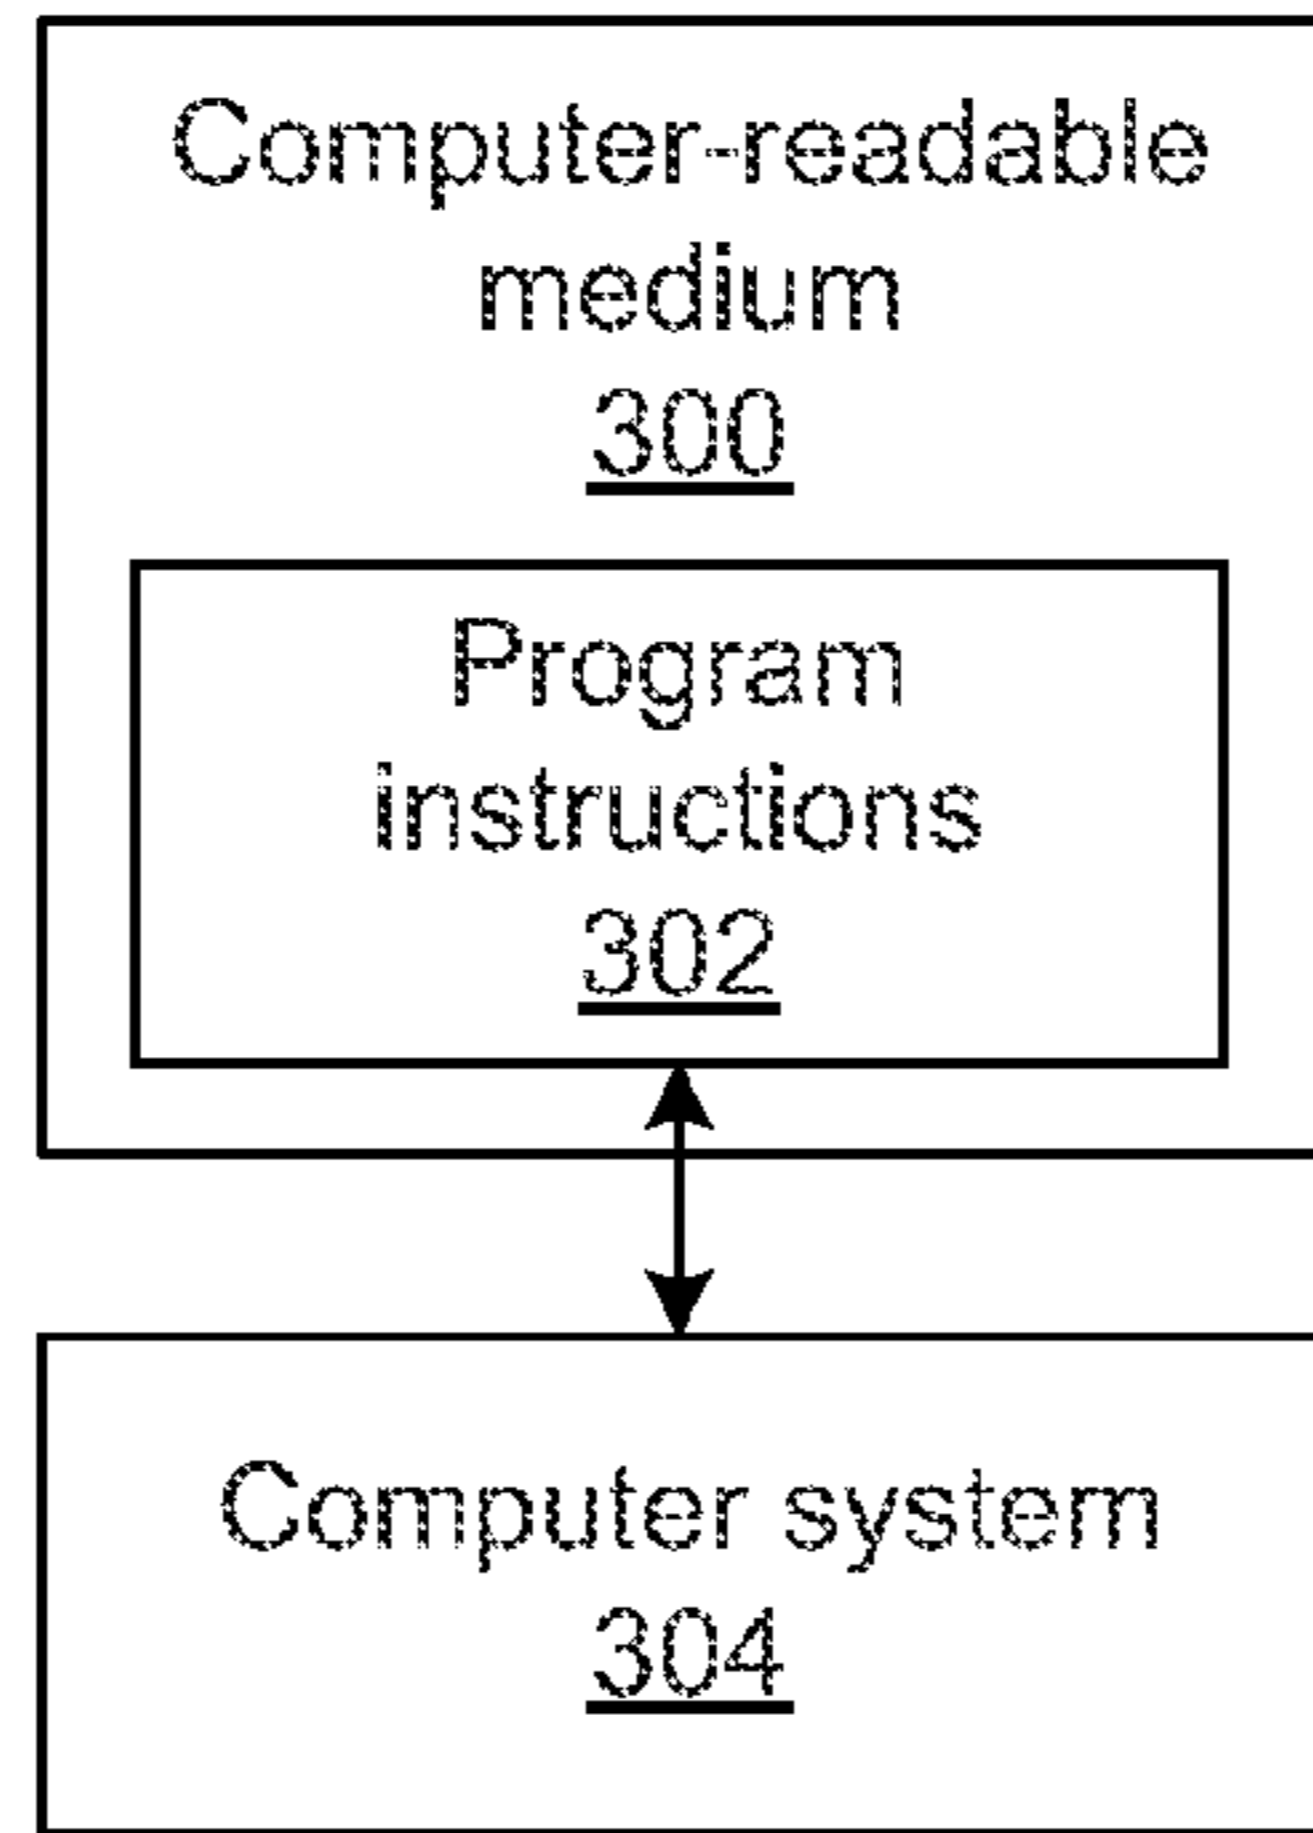 Computer-readable
medium
300
Program
instructions
302
Computer system
304